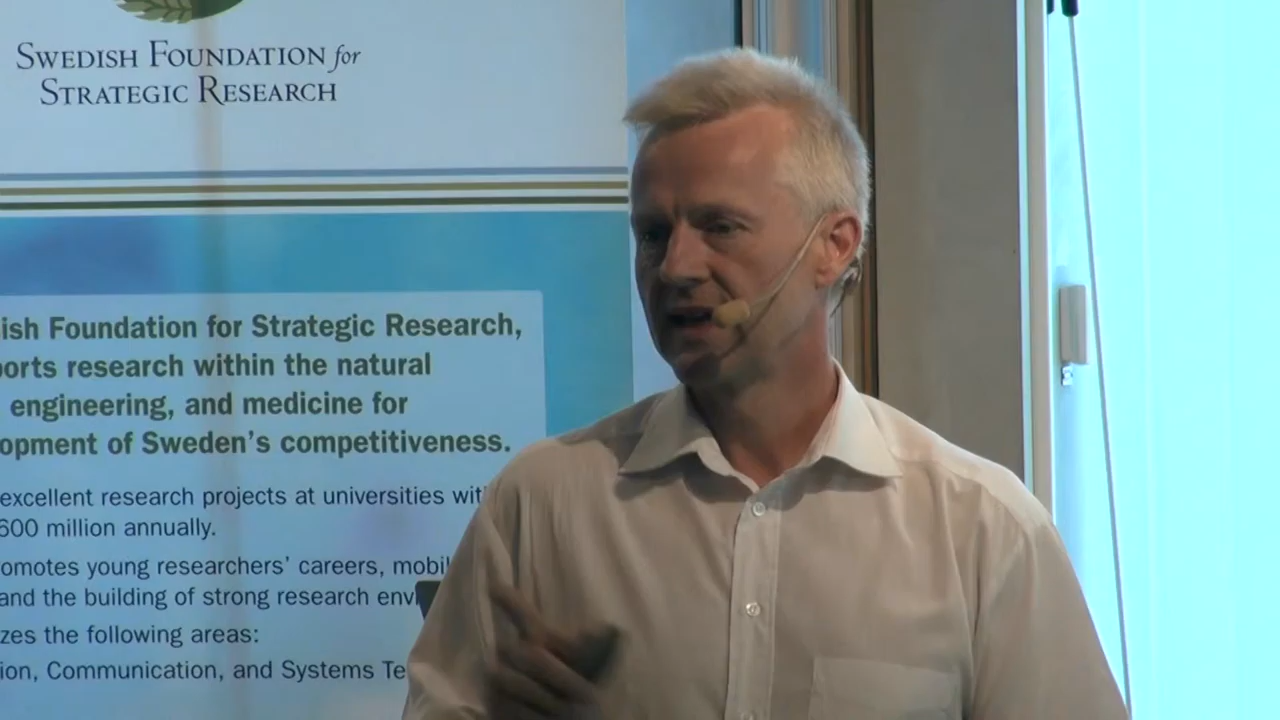 SWEDISH FOUNDATION for
STRATEGIC RESEARCH
ish Foundation for Strategic Research,
orts research within the natural
engineering, and medicine for
opment of Sweden's competitiveness.
excellent research projects at universities wit
600 million annually.
omotes young researchers' careers, mobil
and the building of strong research env
zes the following areas:
ion, Communication, and Systems Te